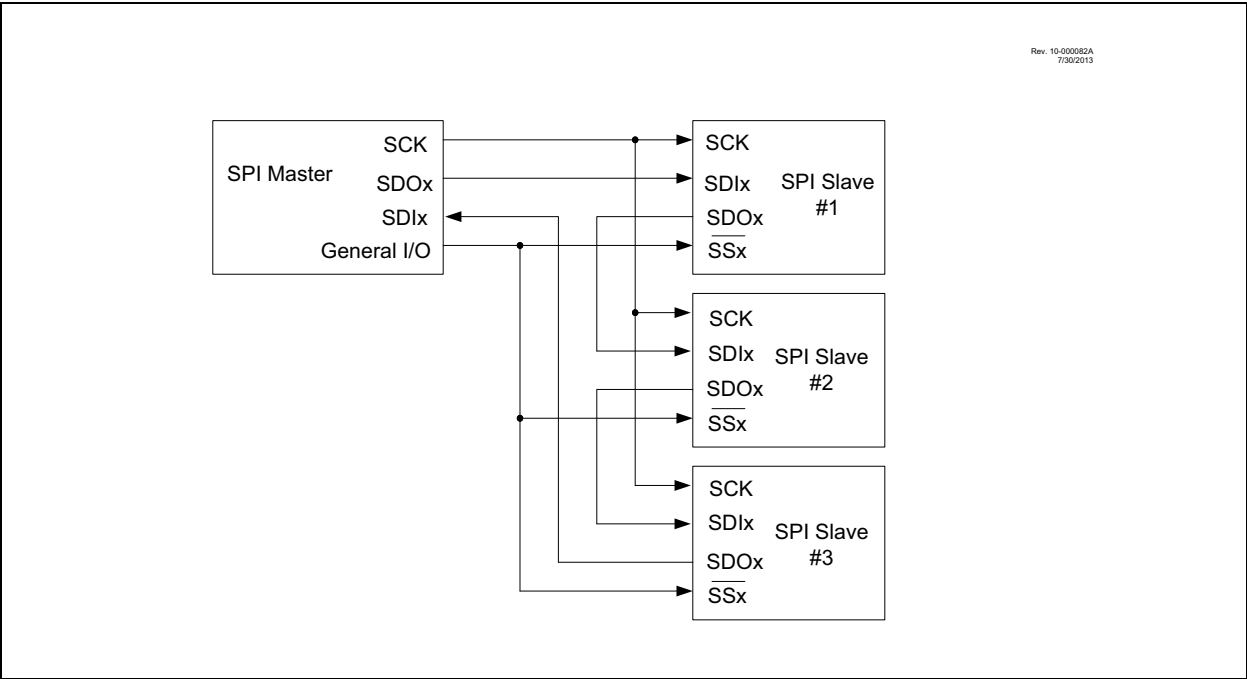 Rev. 10-000082A
7/30/2013
SPI Master
SCK
SDOx
SDIx
General I/O
SCK
SDIx
SDOx
SSx
SPI Slave
#1
SCK
SDIx
SDOx
SSx
SPI Slave
#2
SCK
SDIx
SDOx
SSx
SPI Slave
#3